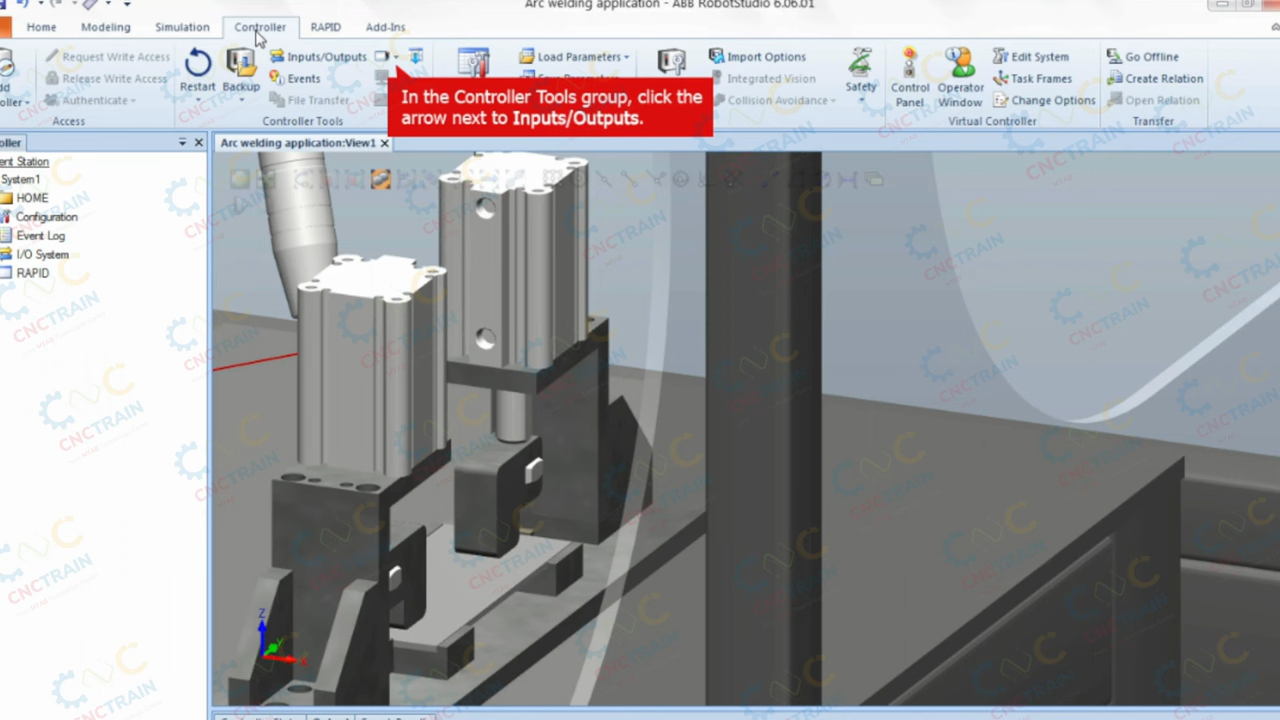 Arc welding application - ABB RobotStudio 6.06.01
Home Modeling Simulation Controller RAPID Add-Ins
Request Write Access
Release Write Access
Authenticate
Access
Restart
Backup
Inputs/Outputs
Events
File Transfer
Controller Tools
Load Parameters
Import Options
Integrated Vision
Collision Avoidance
Safety
Control
Panel
Operator
Window
Edit System
Task Frames
Change Options
Virtual Controller
Go Offline
Create Relation
Open Relation
Transfer
In the Controller Tools group, click the
arrow next to Inputs/Outputs.
Arc welding application:View1
System1
HOME
Configuration
Event Log
I/O System
RAPID
Z
Y
X
CNCTRAIN